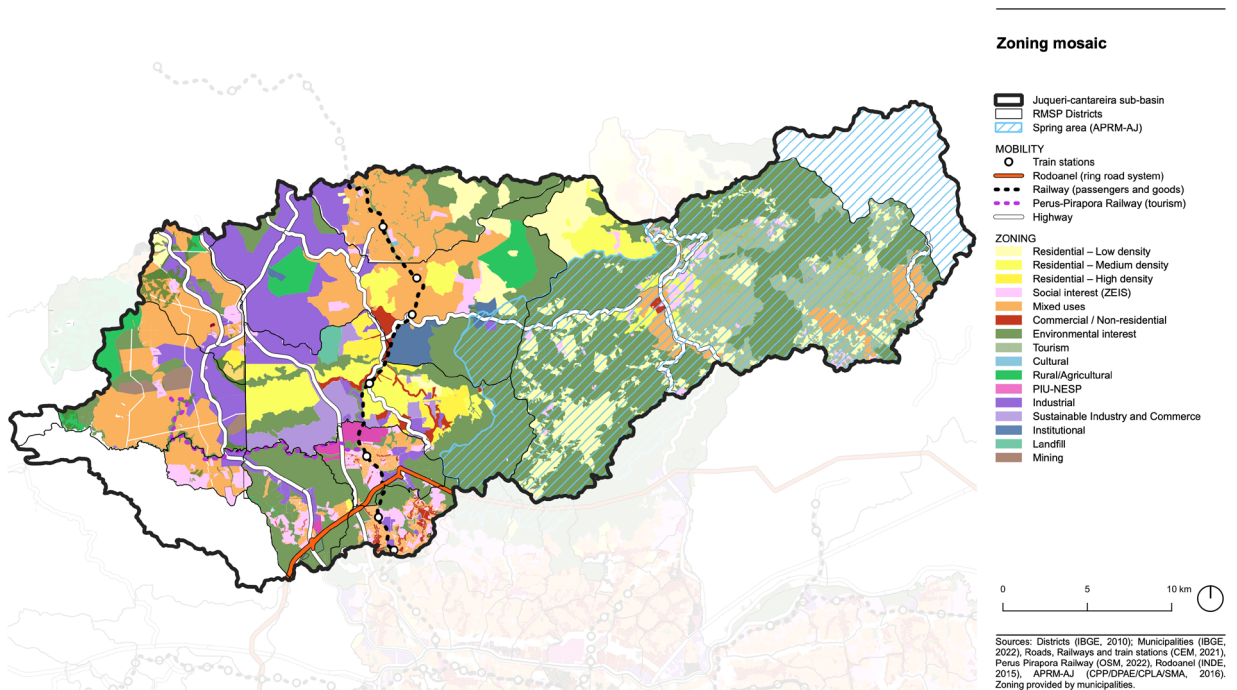 Zoning mosaic
Juqueri-cantareira sub-basin
RMSP Districts
Spring area (APRM-AJ)
MOBILITY
Train stations
Rodoanel (ring road system)
Railway (passengers and goods)
Perus-Pirapora Railway (tourism)
Highway
ZONING
Residential – Low density
Residential – Medium density
Residential – High density
Social interest (ZEIS)
Mixed uses
Commercial / Non-residential
Environmental interest
Tourism
Cultural
Rural/Agricultural
PIU-NESP
Industrial
Sustainable Industry and Commerce
Institutional
Landfill
Mining
0 5 10 km
Sources: Districts (IBGE, 2010); Municipalities (IBGE,
2022), Roads, Railways and train stations (CEM, 2021),
Perus Pirapora Railway (OSM, 2022), Rodoanel (INDE,
2015), APRM-AJ (CPP/DPAE/CPLA/SMA, 2016).
Zoning provided by municipalities.